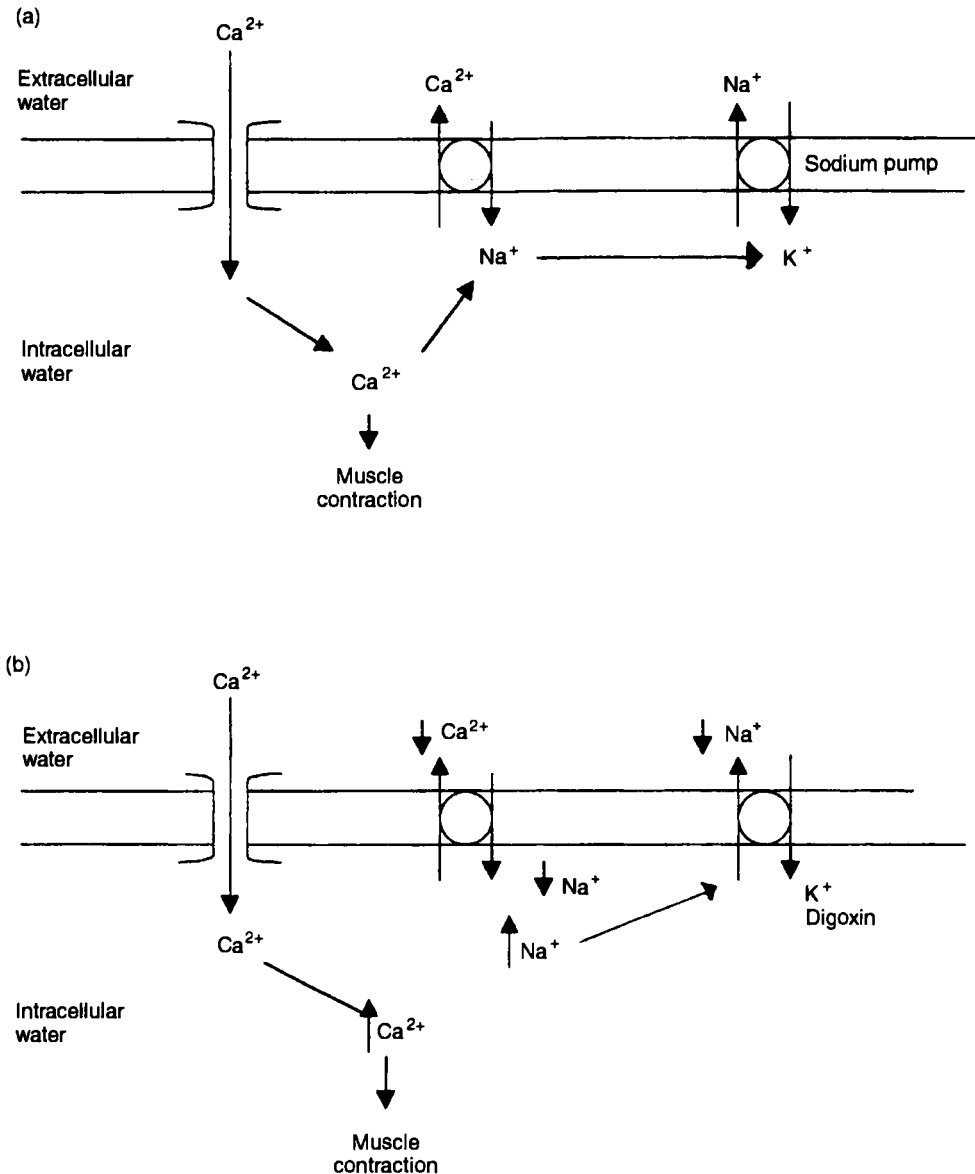 (a)
Ca²⁺
Extracellular
water
Ca²⁺
Na⁺
Sodium pump
Na⁺
K⁺
Intracellular
water
Ca²⁺
Muscle
contraction
(b)
Ca²⁺
Extracellular
water
Ca²⁺
Na⁺
Na⁺
K⁺
Digoxin
Na⁺
Ca²⁺
Intracellular
water
Ca²⁺
Muscle
contraction